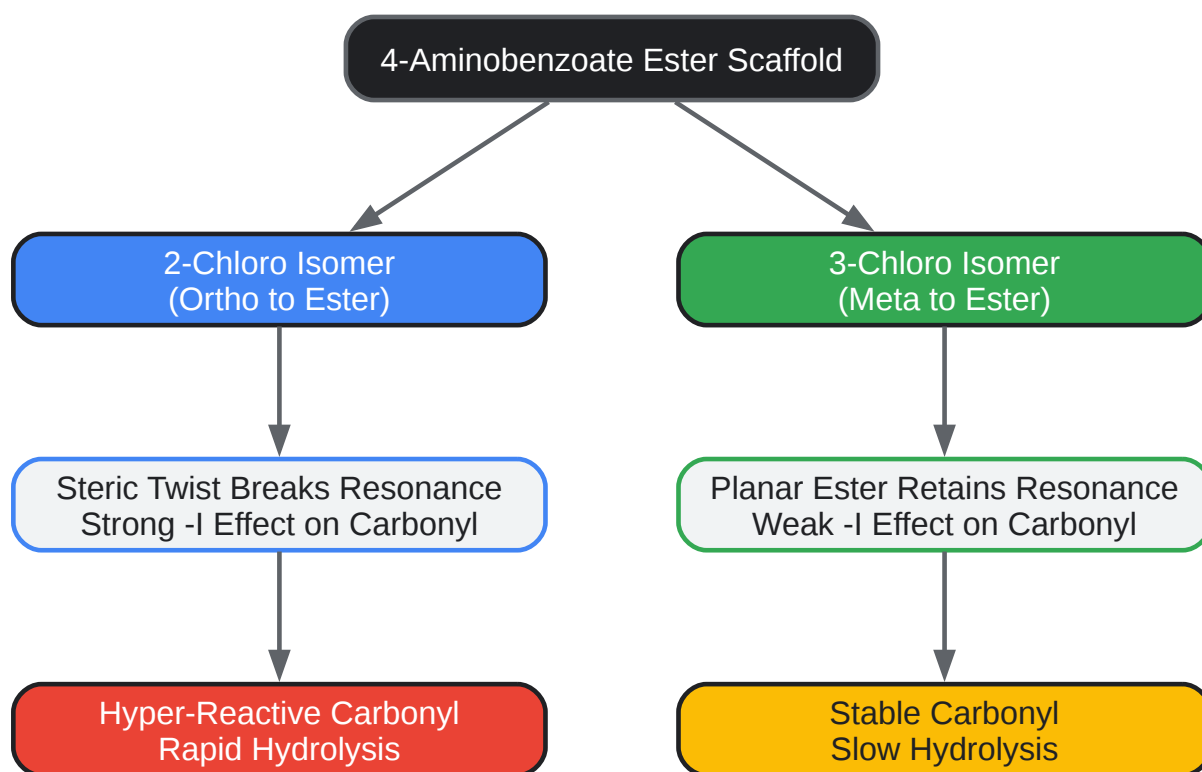 4-Aminobenzoate Ester Scaffold
2-Chloro Isomer
(Ortho to Ester)
3-Chloro Isomer
(Meta to Ester)
Steric Twist Breaks Resonance
Strong -I Effect on Carbonyl
Planar Ester Retains Resonance
Weak -I Effect on Carbonyl
Hyper-Reactive Carbonyl
Rapid Hydrolysis
Stable Carbonyl
Slow Hydrolysis